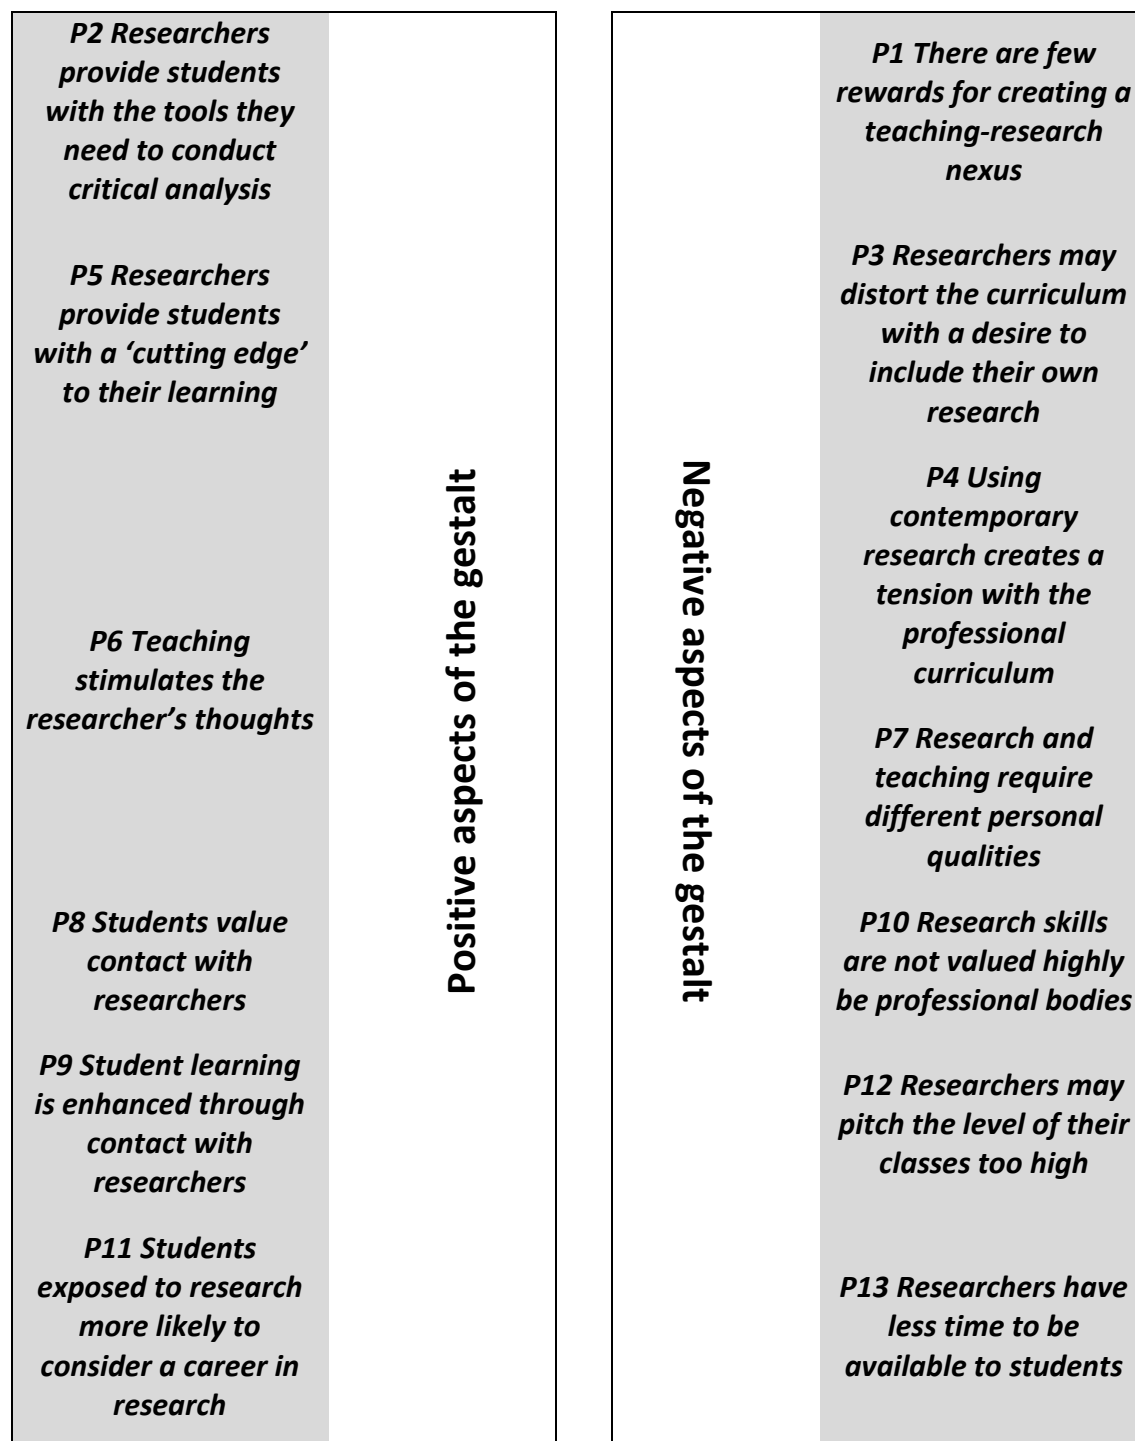 P2 Researchers
provide students
with the tools they
need to conduct
critical analysis
P5 Researchers
provide students
with a ‘cutting edge’
to their learning
P6 Teaching
stimulates the
researcher’s thoughts
P8 Students value
contact with
researchers
P9 Student learning
is enhanced through
contact with
researchers
P11 Students
exposed to research
more likely to
consider a career in
research
Positive aspects of the gestalt
Negative aspects of the gestalt
P1 There are few
rewards for creating a
teaching-research
nexus
P3 Researchers may
distort the curriculum
with a desire to
include their own
research
P4 Using
contemporary
research creates a
tension with the
professional
curriculum
P7 Research and
teaching require
different personal
qualities
P10 Research skills
are not valued highly
be professional bodies
P12 Researchers may
pitch the level of their
classes too high
P13 Researchers have
less time to be
available to students